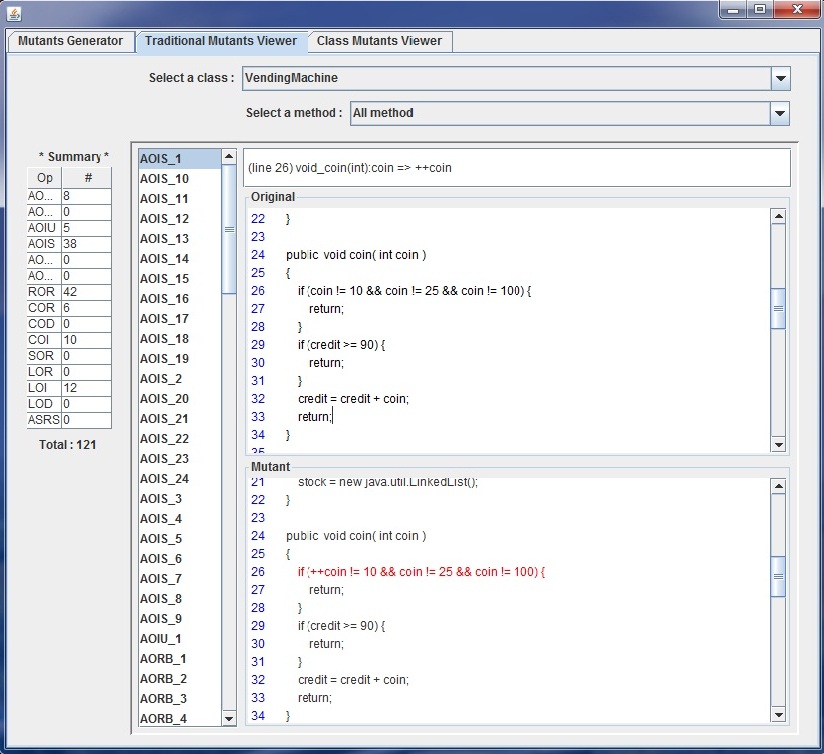 Mutants Generator Traditional Mutants Viewer Class Mutants Viewer
Select a class : VendingMachine
Select a method : All method
* Summary *
Op #
AO... 8
AO... 0
AOIU 5
AOIS 38
AO... 0
AO... 0
ROR 42
COR 6
COD 0
COI 10
SOR 0
LOR 0
LOI 12
LOD 0
ASRS 0
Total : 121
AOIS_1
AOIS_10
AOIS_11
AOIS_12
AOIS_13
AOIS_14
AOIS_15
AOIS_16
AOIS_17
AOIS_18
AOIS_19
AOIS_2
AOIS_20
AOIS_21
AOIS_22
AOIS_23
AOIS_24
AOIS_3
AOIS_4
AOIS_5
AOIS_6
AOIS_7
AOIS_8
AOIS_9
AOIU_1
AORB_1
AORB_2
AORB_3
AORB_4
(line 26) void_coin(int):coin => ++coin
Original
22 }
23
24 public void coin( int coin )
25 {
26 if (coin != 10 && coin != 25 && coin != 100) {
27 return;
28 }
29 if (credit >= 90) {
30 return;
31 }
32 credit = credit + coin;
33 return;
34 }
35
Mutant
21 stock = new java.util.LinkedList();
22 }
23
24 public void coin( int coin )
25 {
26 if (++coin != 10 && coin != 25 && coin != 100) {
27 return;
28 }
29 if (credit >= 90) {
30 return;
31 }
32 credit = credit + coin;
33 return;
34 }